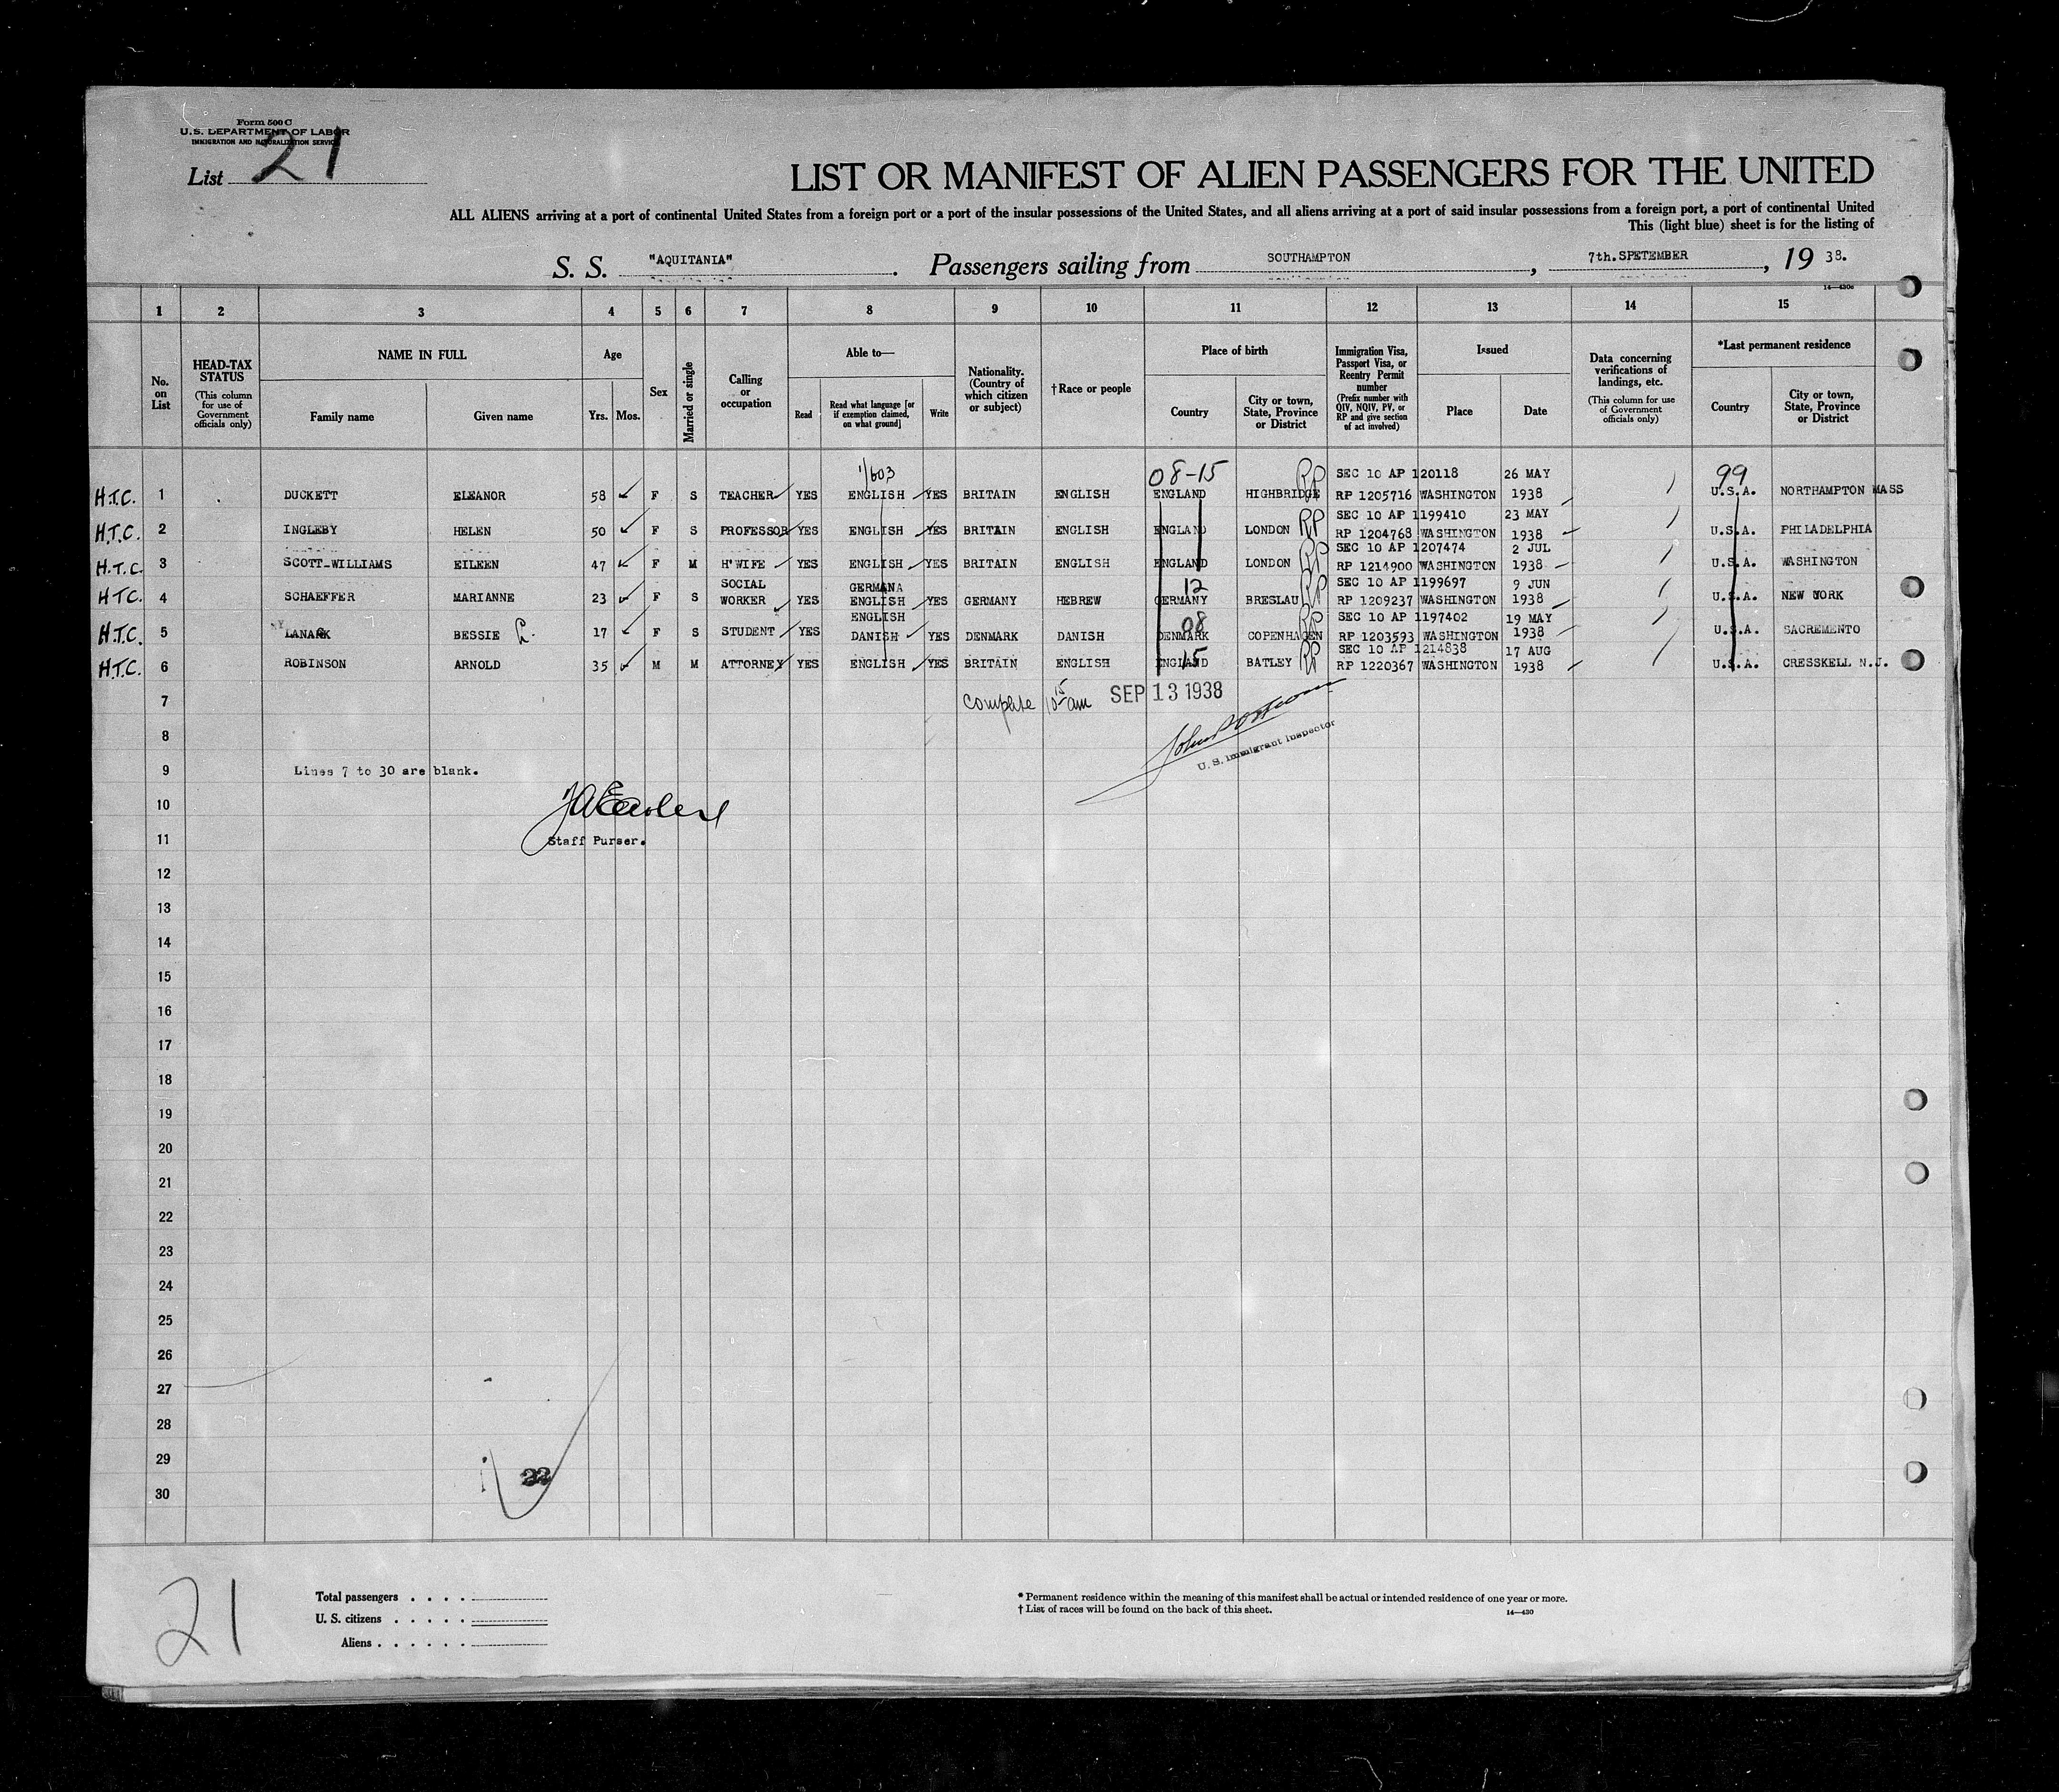 Form 500 C
U.S. DEPARTMENT OF LABOR
IMMIGRATION AND NATURALIZATION SERVICE
List 21
LIST OR MANIFEST OF ALIEN PASSENGERS FOR THE UNITED
ALL ALIENS arriving at a port of continental United States from a foreign port or a port of the insular possessions of the United States, and all aliens arriving at a port of said insular possessions from a foreign port, a port of continental United
This (light blue) sheet is for the listing of
S. S. "AQUITANIA". Passengers sailing from SOUTHAMPTON, 7th.SPETEMBER, 19 38.
14—430a
1 2 3 4 5 6 7 8 9 10 11 12 13 14 15
No. on List
HEAD-TAX STATUS (This column for use of Government officials only)
NAME IN FULL
Family name Given name
Age
Yrs. Mos.
Sex
Married or single
Calling or occupation
Able to—
Read Read what language [or if exemption claimed, on what ground] Write
Nationality. (Country of which citizen or subject)
†Race or people
Place of birth
Country City or town, State, Province or District
Immigration Visa, Passport Visa, or Reentry Permit number (Prefix number with QIV, NQIV, PV, or RP and give section of act involved)
Issued
Place Date
Data concerning verifications of landings, etc. (This column for use of Government officials only)
*Last permanent residence
Country City or town, State, Province or District
1/603 08-15 RP SEC 10 AP 120118 26 MAY 99
H.T.C. 1 DUCKETT ELEANOR 58 F S TEACHER YES ENGLISH YES BRITAIN ENGLISH ENGLAND HIGHBRIDGE RP 1205716 WASHINGTON 1938 U.S.A. NORTHAMPTON MASS
SEC 10 AP 1199410 23 MAY
H.T.C. 2 INGLEBY HELEN 50 F S PROFESSOR YES ENGLISH YES BRITAIN ENGLISH ENGLAND LONDON RP RP 1204768 WASHINGTON 1938 U.S.A. PHILADELPHIA
SEC 10 AP 1207474 2 JUL
H.T.C. 3 SCOTT-WILLIAMS EILEEN 47 F M H'WIFE YES ENGLISH YES BRITAIN ENGLISH ENGLAND LONDON RP RP 1214900 WASHINGTON 1938 U.S.A. WASHINGTON
SOCIAL GERMANA 12 SEC 10 AP 1199697 9 JUN
HTC. 4 SCHAEFFER MARIANNE 23 F S WORKER YES ENGLISH YES GERMANY HEBREW GERMANY BRESLAU RP RP 1209237 WASHINGTON 1938 U.S.A. NEW YORK
ENGLISH 08 SEC 10 AP 1197402 19 MAY
H.T.C. 5 LANARK BESSIE L. 17 F S STUDENT YES DANISH YES DENMARK DANISH DENMARK COPENHAGEN RP RP 1203593 WASHINGTON 1938 U.S.A. SACREMENTO
SEC 10 AP 1214838 17 AUG
H.T.C. 6 ROBINSON ARNOLD 35 M M ATTORNEY YES ENGLISH YES BRITAIN ENGLISH ENGLAND 15 BATLEY RP RP 1220367 WASHINGTON 1938 U.S.A. CRESSKELL N.J.
7 Complete 10 15 am SEP 13 1938
8
U. S. Immigrant Inspector
9 Lines 7 to 30 are blank.
10
11 Staff Purser.
12
13
14
15
16
17
18
19
20
21
22
23
24
25
26
27
28
29 22
30
21
Total passengers . . . .
U. S. citizens . . . . .
Aliens . . . . . .
* Permanent residence within the meaning of this manifest shall be actual or intended residence of one year or more.
† List of races will be found on the back of this sheet.
14—430